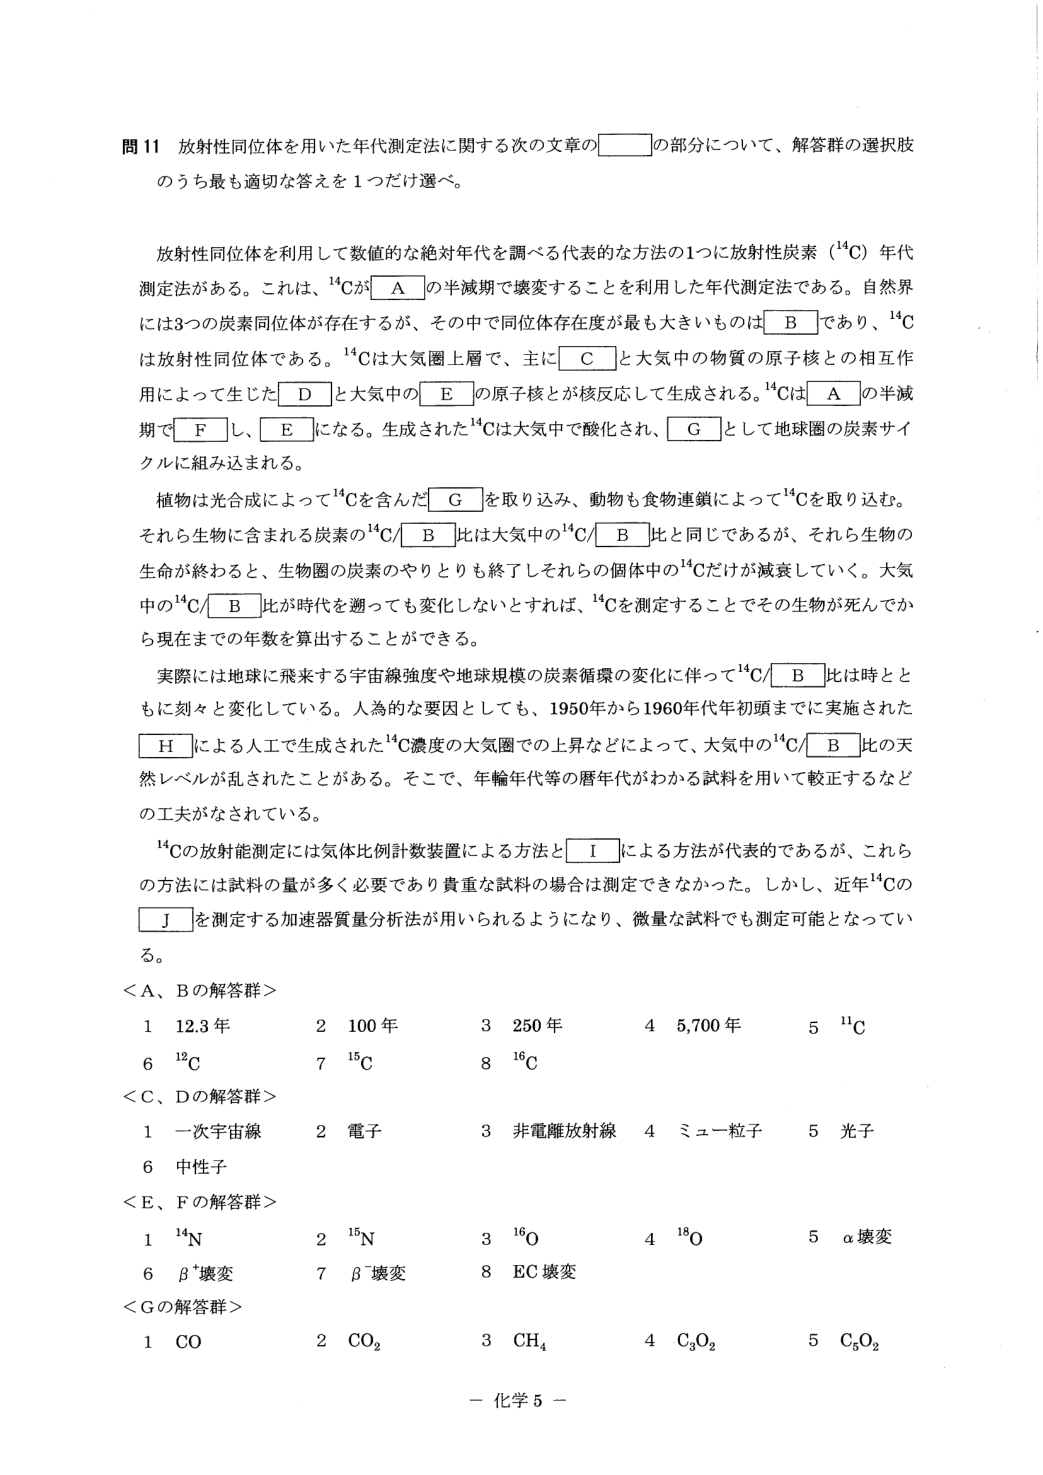 問11 放射性同位体を用いた年代測定法に関する次の文章の[　]の部分について、解答群の選択肢
のうち最も適切な答えを1つだけ選べ。
放射性同位体を利用して数値的な絶対年代を調べる代表的な方法の1つに放射性炭素（¹⁴C）年代
測定法がある。これは、¹⁴Cが[ A ]の半減期で壊変することを利用した年代測定法である。自然界
には3つの炭素同位体が存在するが、その中で同位体存在度が最も大きいものは[ B ]であり、¹⁴C
は放射性同位体である。¹⁴Cは大気圏上層で、主に[ C ]と大気中の物質の原子核との相互作
用によって生じた[ D ]と大気中の[ E ]の原子核とが核反応して生成される。¹⁴Cは[ A ]の半減
期で[ F ]し、[ E ]になる。生成された¹⁴Cは大気中で酸化され、[ G ]として地球圏の炭素サイ
クルに組み込まれる。
植物は光合成によって¹⁴Cを含んだ[ G ]を取り込み、動物も食物連鎖によって¹⁴Cを取り込む。
それら生物に含まれる炭素の¹⁴C/[ B ]比は大気中の¹⁴C/[ B ]比と同じであるが、それら生物の
生命が終わると、生物圏の炭素のやりとりも終了しそれらの個体中の¹⁴Cだけが減衰していく。大気
中の¹⁴C/[ B ]比が時代を遡っても変化しないとすれば、¹⁴Cを測定することでその生物が死んでか
ら現在までの年数を算出することができる。
実際には地球に飛来する宇宙線強度や地球規模の炭素循環の変化に伴って¹⁴C/[ B ]比は時とと
もに刻々と変化している。人為的な要因としても、1950年から1960年代年初頭までに実施された
[ H ]による人工で生成された¹⁴C濃度の大気圏での上昇などによって、大気中の¹⁴C/[ B ]比の天
然レベルが乱されたことがある。そこで、年輪年代等の暦年代がわかる試料を用いて較正するなど
の工夫がなされている。
¹⁴Cの放射能測定には気体比例計数装置による方法と[ I ]による方法が代表的であるが、これら
の方法には試料の量が多く必要であり貴重な試料の場合は測定できなかった。しかし、近年¹⁴Cの
[ J ]を測定する加速器質量分析法が用いられるようになり、微量な試料でも測定可能となってい
る。
＜A、Bの解答群＞
1 12.3年 2 100年 3 250年 4 5,700年 5 ¹¹C
6 ¹²C 7 ¹⁵C 8 ¹⁶C
＜C、Dの解答群＞
1 一次宇宙線 2 電子 3 非電離放射線 4 ミュー粒子 5 光子
6 中性子
＜E、Fの解答群＞
1 ¹⁴N 2 ¹⁵N 3 ¹⁶O 4 ¹⁸O 5 α壊変
6 β⁺壊変 7 β⁻壊変 8 EC壊変
＜Gの解答群＞
1 CO 2 CO₂ 3 CH₄ 4 C₃O₂ 5 C₅O₂
－ 化学5 －